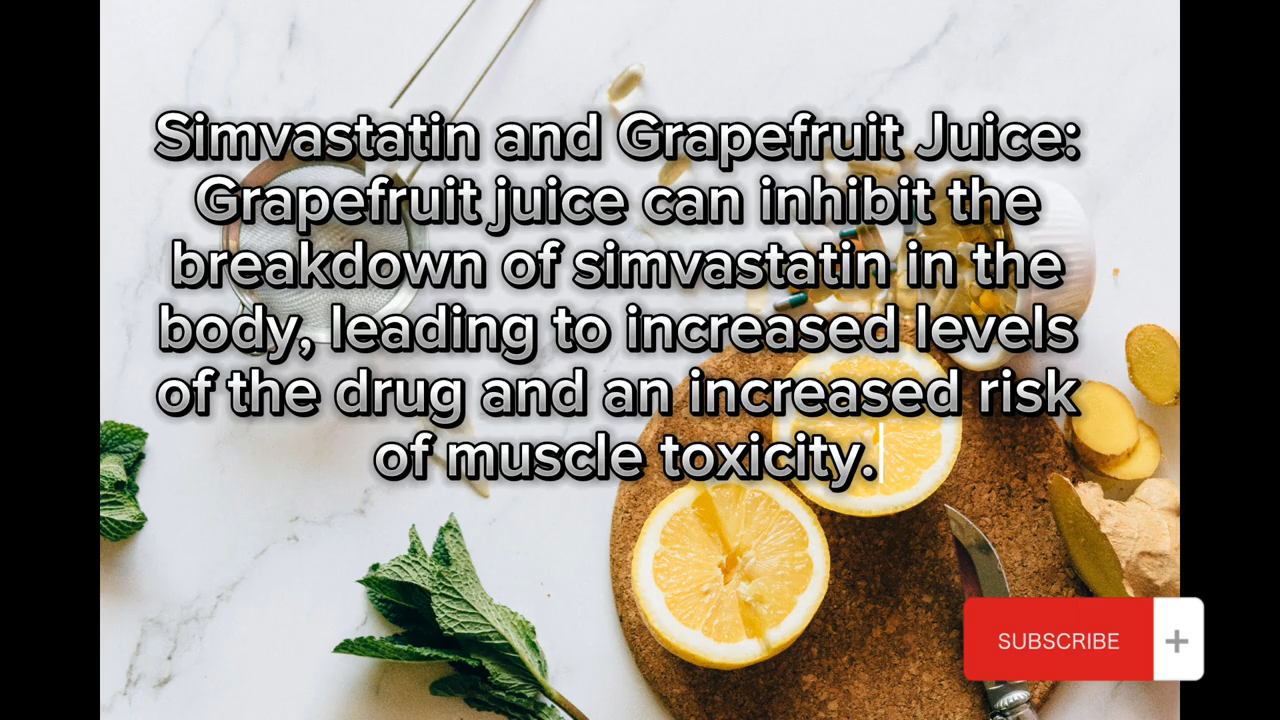 Simvastatin and Grapefruit Juice:
Grapefruit juice can inhibit the
breakdown of simvastatin in the
body, leading to increased levels
of the drug and an increased risk
of muscle toxicity.
SUBSCRIBE +